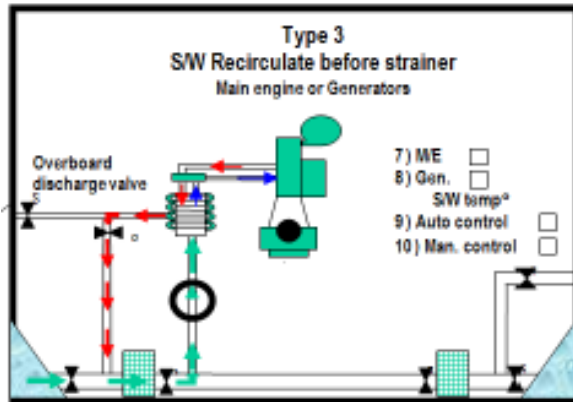 Type 3
S/W Recirculate before strainer
Main engine or Generators
Overboard
discharge valve
S
o
7) M/E
8) Gen.
S/W tempª
9) Auto control
10) Man. control